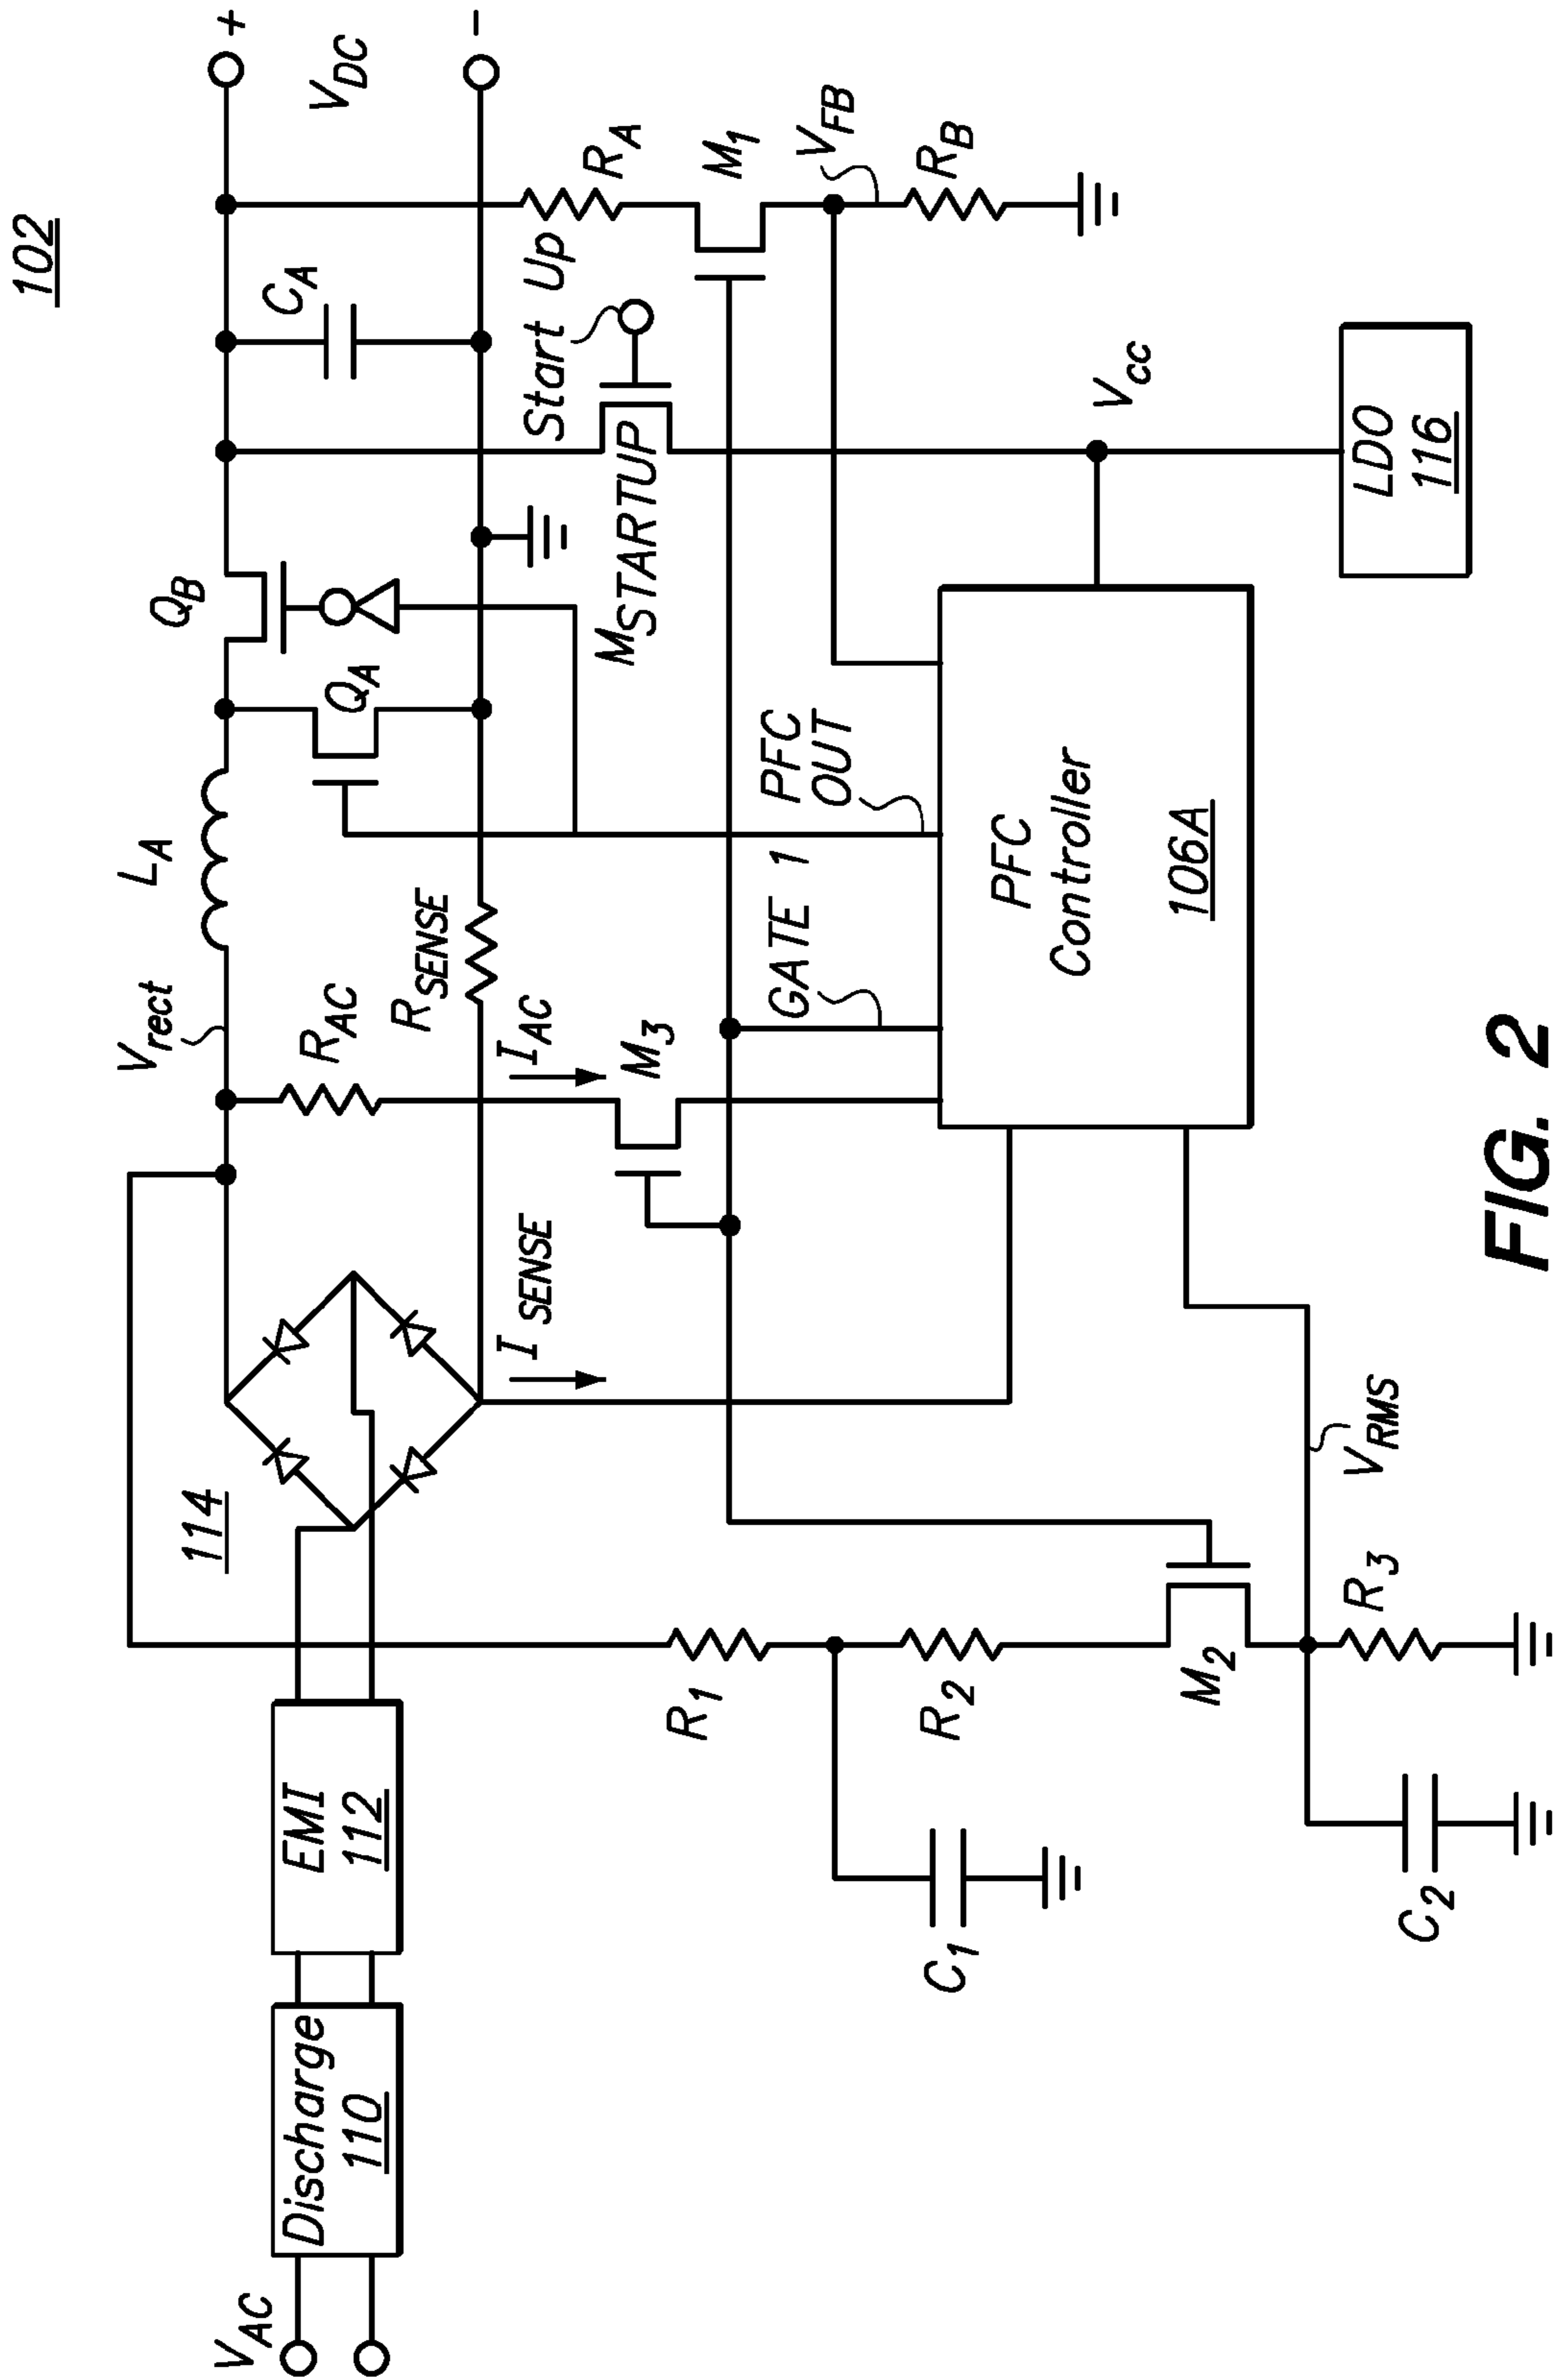 102
V_AC
Discharge
110
EMI
112
114
V_rect
L_A
Q_B
C_A
+
V_DC
-
R_AC
R_SENSE
Q_A
I_SENSE
I_AC
M_3
M_STARTUP
Start Up
R_A
M_1
V_FB
R_B
R_1
R_2
C_1
M_2
C_2
R_3
V_RMS
GATE 1
PFC
OUT
PFC
Controller
106A
V_cc
LDO
116
FIG. 2